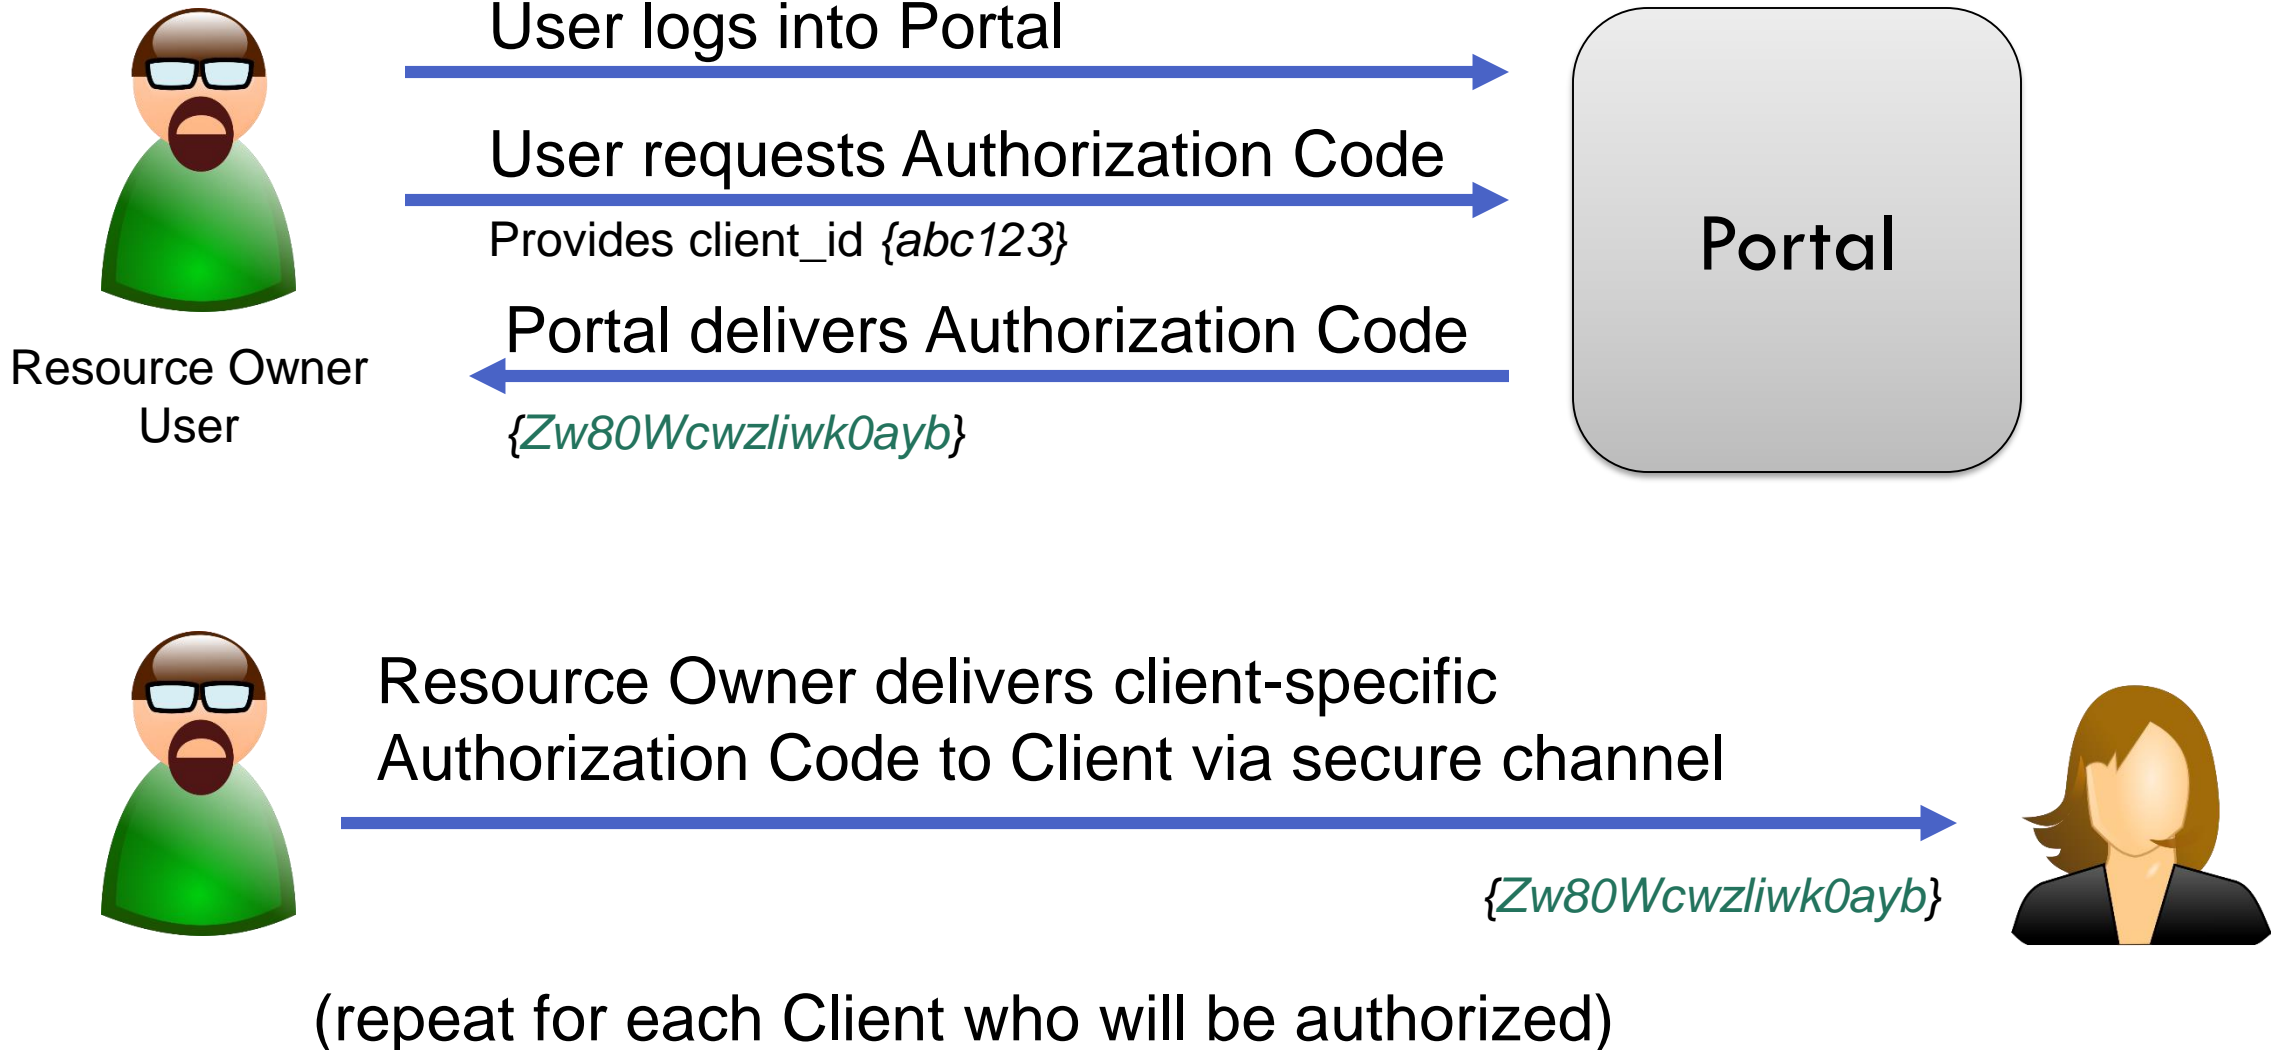 User logs into Portal
User requests Authorization Code
Provides client_id {abc123}
Portal
Portal delivers Authorization Code
{Zw80Wcwzliwk0ayb}
Resource Owner
User
Resource Owner delivers client-specific
Authorization Code to Client via secure channel
{Zw80Wcwzliwk0ayb}
(repeat for each Client who will be authorized)